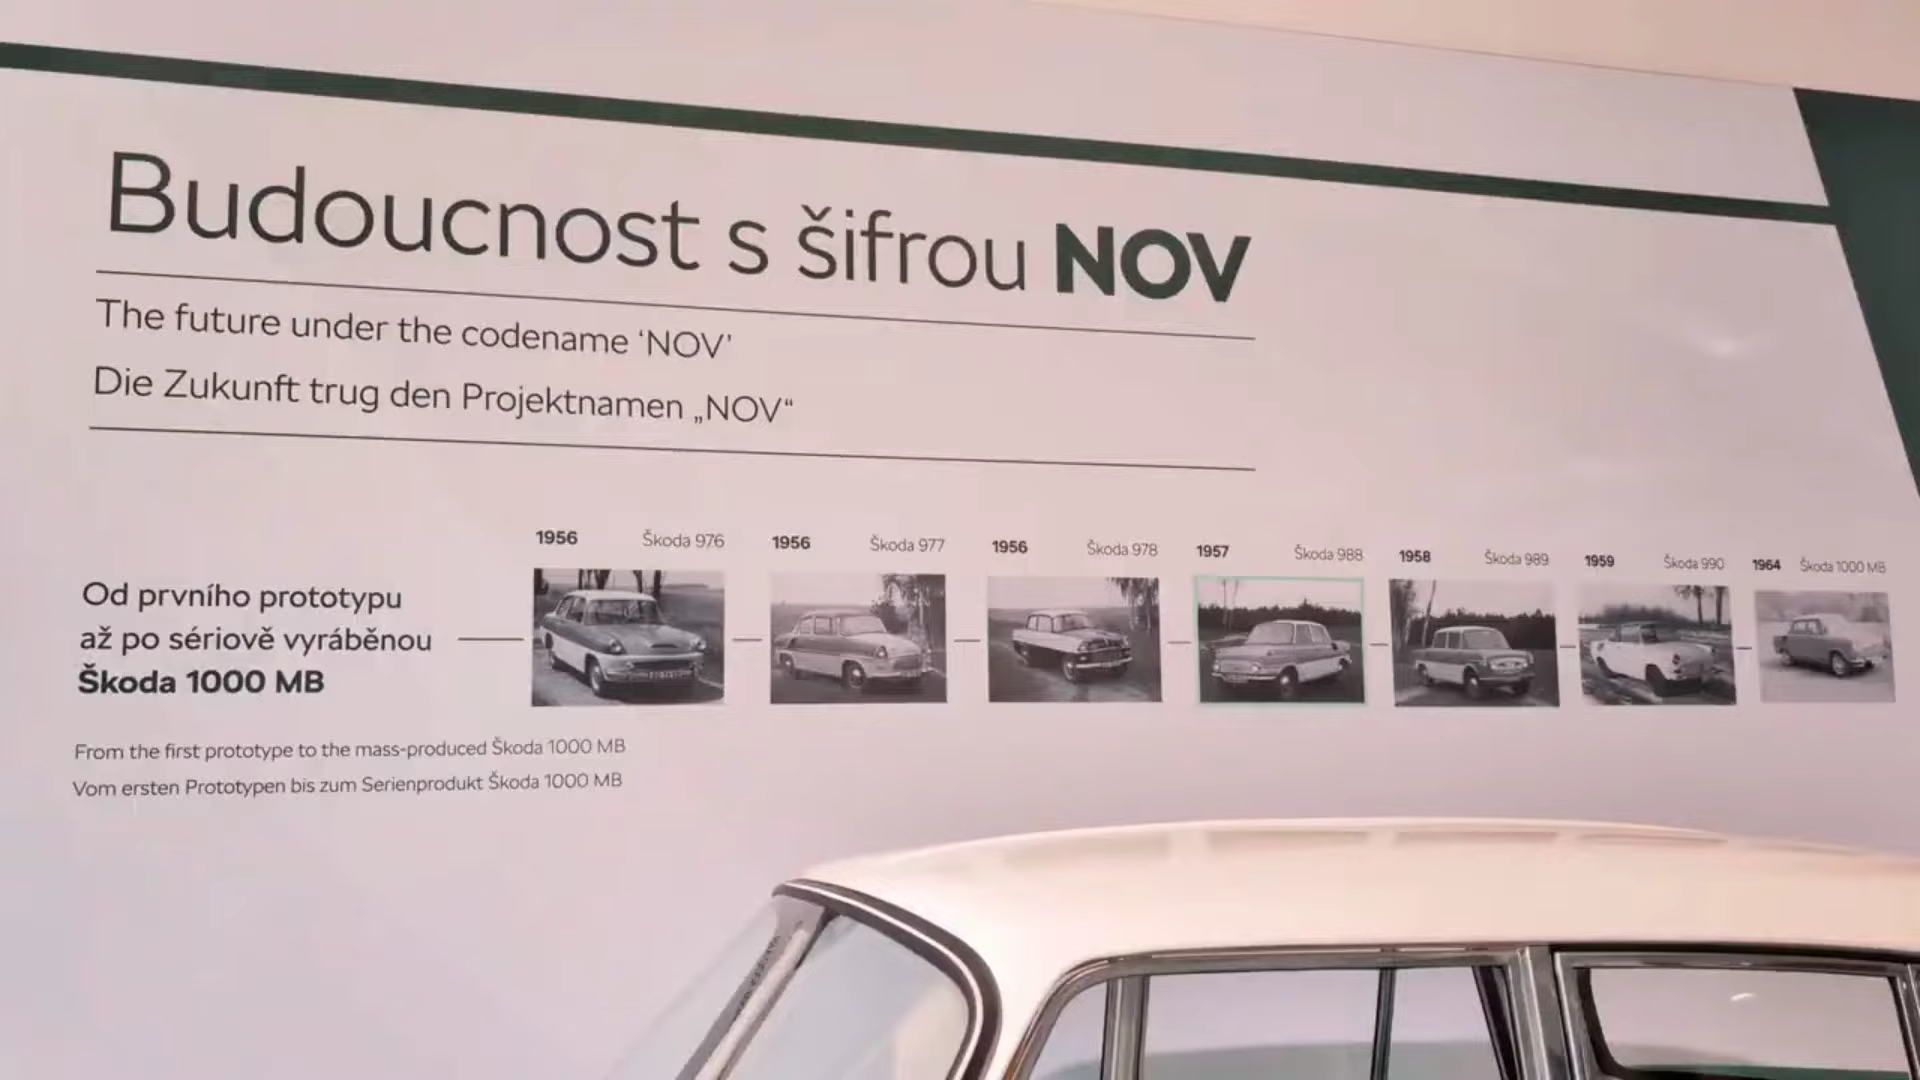 Budoucnost s šifrou NOV
The future under the codename ‘NOV’
Die Zukunft trug den Projektnamen „NOV“
1956 Škoda 976
1956 Škoda 977
1956 Škoda 978
1957 Škoda 988
1958 Škoda 989
1959 Škoda 990
1964 Škoda 1000 MB
Od prvního prototypu
až po sériově vyráběnou
Škoda 1000 MB
From the first prototype to the mass-produced Škoda 1000 MB
Vom ersten Prototypen bis zum Serienprodukt Škoda 1000 MB